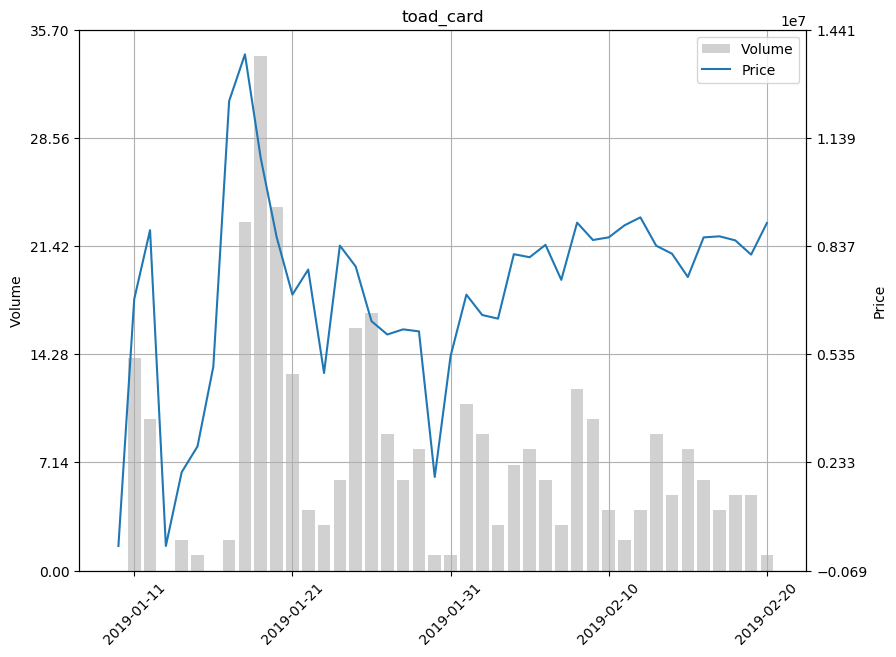 toad_card
1e7
35.70
28.56
21.42
14.28
7.14
0.00
Volume
1.441
1.139
0.837
0.535
0.233
−0.069
Price
Volume
Price
2019-01-11
2019-01-21
2019-01-31
2019-02-10
2019-02-20